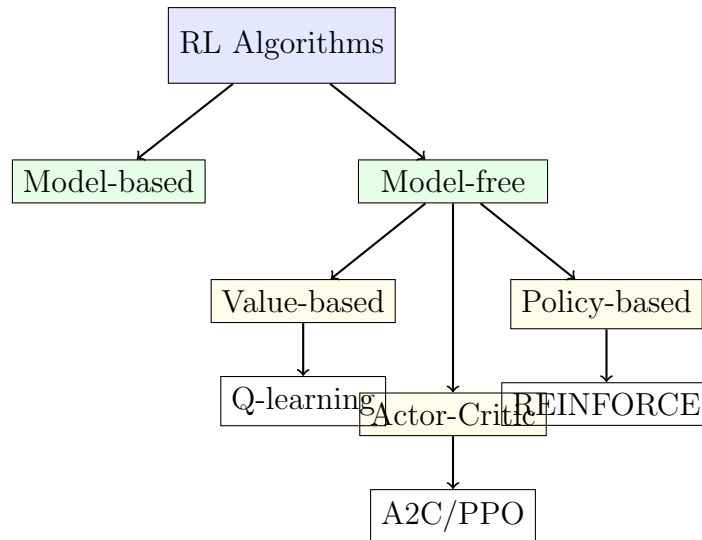 RL Algorithms
Model-based
Model-free
Value-based
Policy-based
Q-learning
Actor-Critic
REINFORCE
A2C/PPO